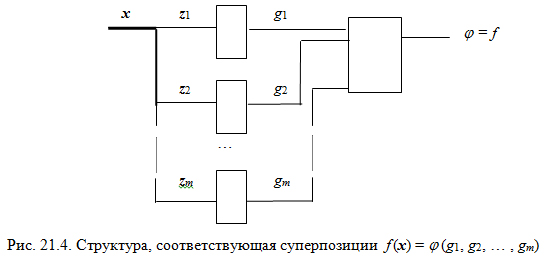 x z1 g1
φ = f
z2 g2
…
zm gm
Рис. 21.4. Структура, соответствующая суперпозиции f(x) = φ (g1, g2, … , gm)